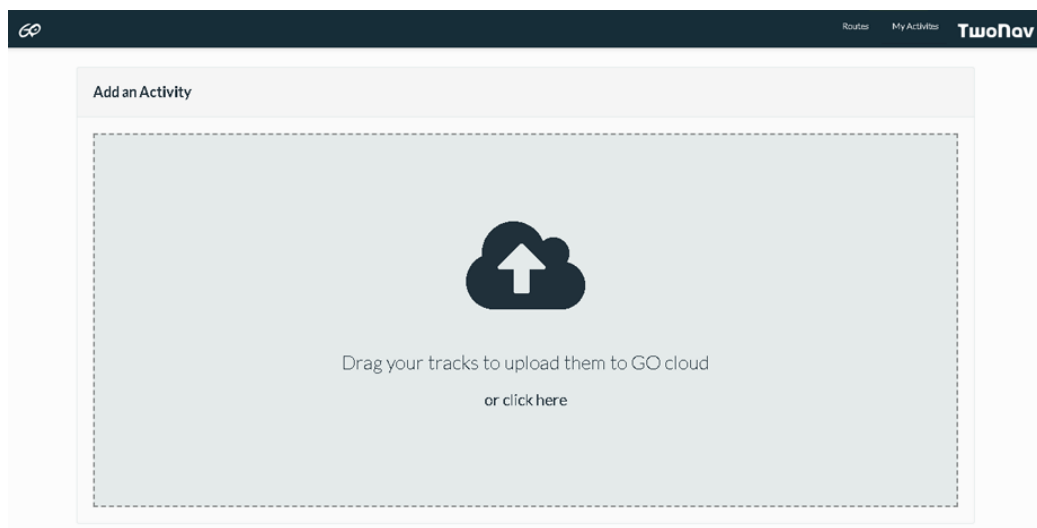 GO
Routes
My Activites
TwoNav
Add an Activity
Drag your tracks to upload them to GO cloud
or click here